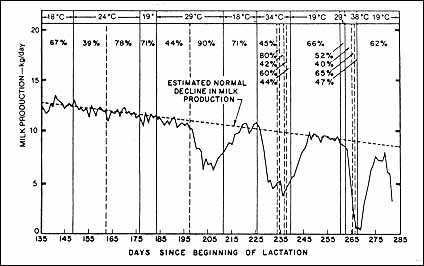 18°C 24°C 19° 29°C 18°C 34°C 19°C 29° 38°C 19°C
67% 39% 78% 71% 44% 90% 71% 45% 66% 52% 62%
80% 40%
42% 65%
60% 47%
44%
ESTIMATED NORMAL
DECLINE IN MILK
PRODUCTION
MILK PRODUCTION—kg/day
20
15
10
5
0
135 145 155 165 175 185 195 205 215 225 235 245 255 265 275 285
DAYS SINCE BEGINNING OF LACTATION